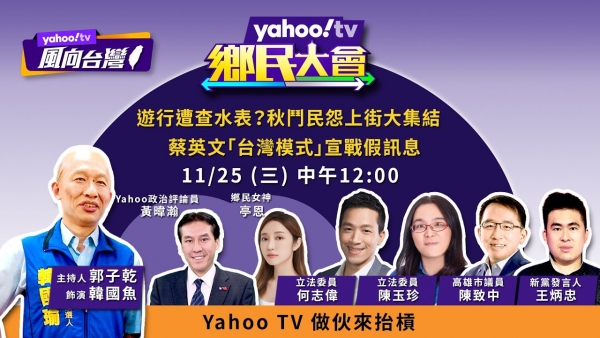 yahoo!tv
風向台灣
yahoo!tv
鄉民大會
遊行遭查水表?秋鬥民怨上街大集結
蔡英文「台灣模式」宣戰假訊息
11/25 (三) 中午12:00
Yahoo政治評論員
黃暐瀚
鄉民女神
亭恩
主持人 郭子乾
飾演 韓國魚
選人
立法委員
何志偉
立法委員
陳玉珍
高雄市議員
陳致中
新黨發言人
王炳忠
Yahoo TV 做伙來抬槓